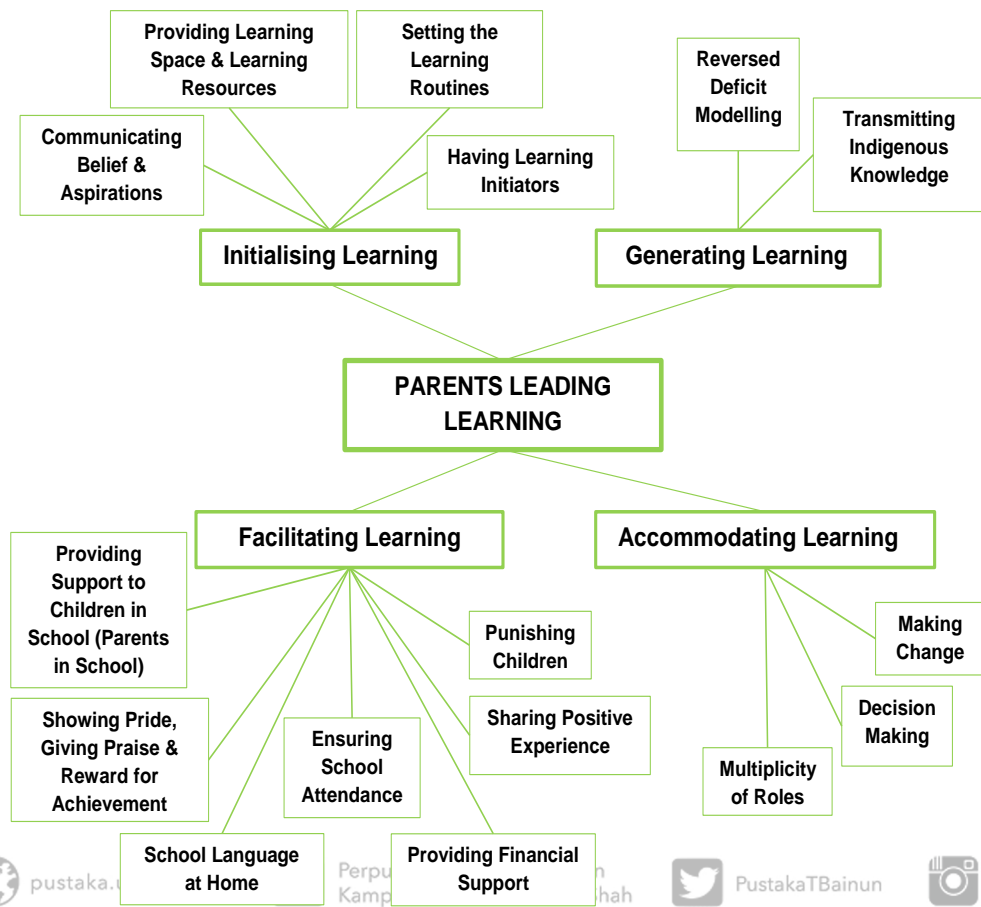 Providing Learning
Space & Learning
Resources
Setting the
Learning
Routines
Reversed
Deficit
Modelling
Communicating
Belief &
Aspirations
Having Learning
Initiators
Transmitting
Indigenous
Knowledge
Initialising Learning
Generating Learning
PARENTS LEADING
LEARNING
Facilitating Learning
Accommodating Learning
Providing
Support to
Children in
School (Parents
in School)
Punishing
Children
Making
Change
Showing Pride,
Giving Praise &
Reward for
Achievement
Ensuring
School
Attendance
Sharing Positive
Experience
Decision
Making
Multiplicity
of Roles
School Language
at Home
Providing Financial
Support
PustakaTBainun